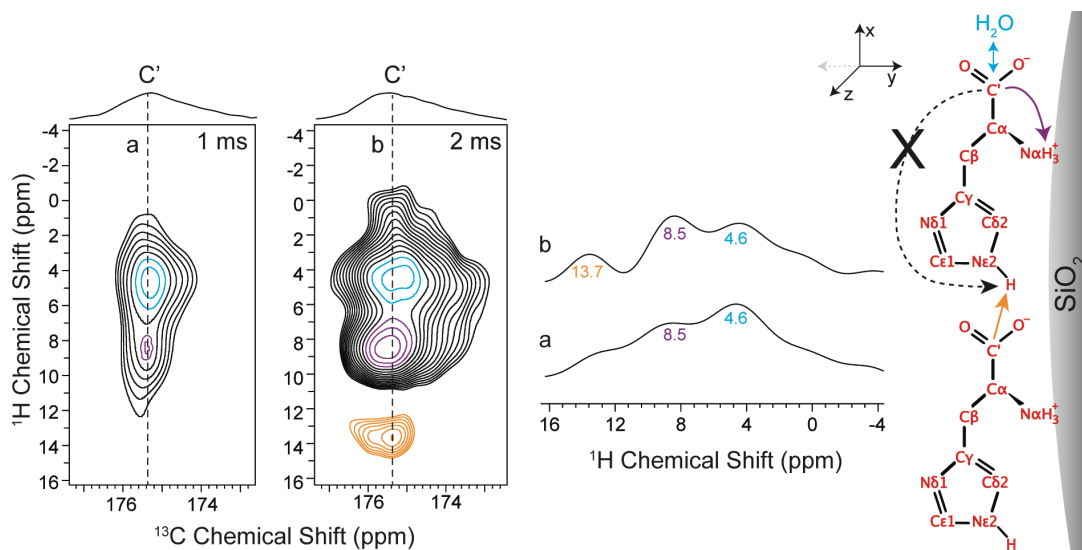 C’
C’
a
1 ms
b
2 ms
-4
-2
0
2
4
6
8
10
12
14
16
-4
-2
0
2
4
6
8
10
12
14
16
176
174
176
174
¹H Chemical Shift (ppm)
¹³C Chemical Shift (ppm)
b
13.7
8.5
4.6
a
8.5
4.6
16
12
8
4
0
-4
¹H Chemical Shift (ppm)
x
y
z
H₂O
O
O⁻
C'
Cα
NαH₃⁺
X
Cβ
Cγ
Nδ1
Cδ2
Cε1
Nε2
H
O
O⁻
C'
Cα
NαH₃⁺
Cβ
Cγ
Nδ1
Cδ2
Cε1
Nε2
H
SiO₂